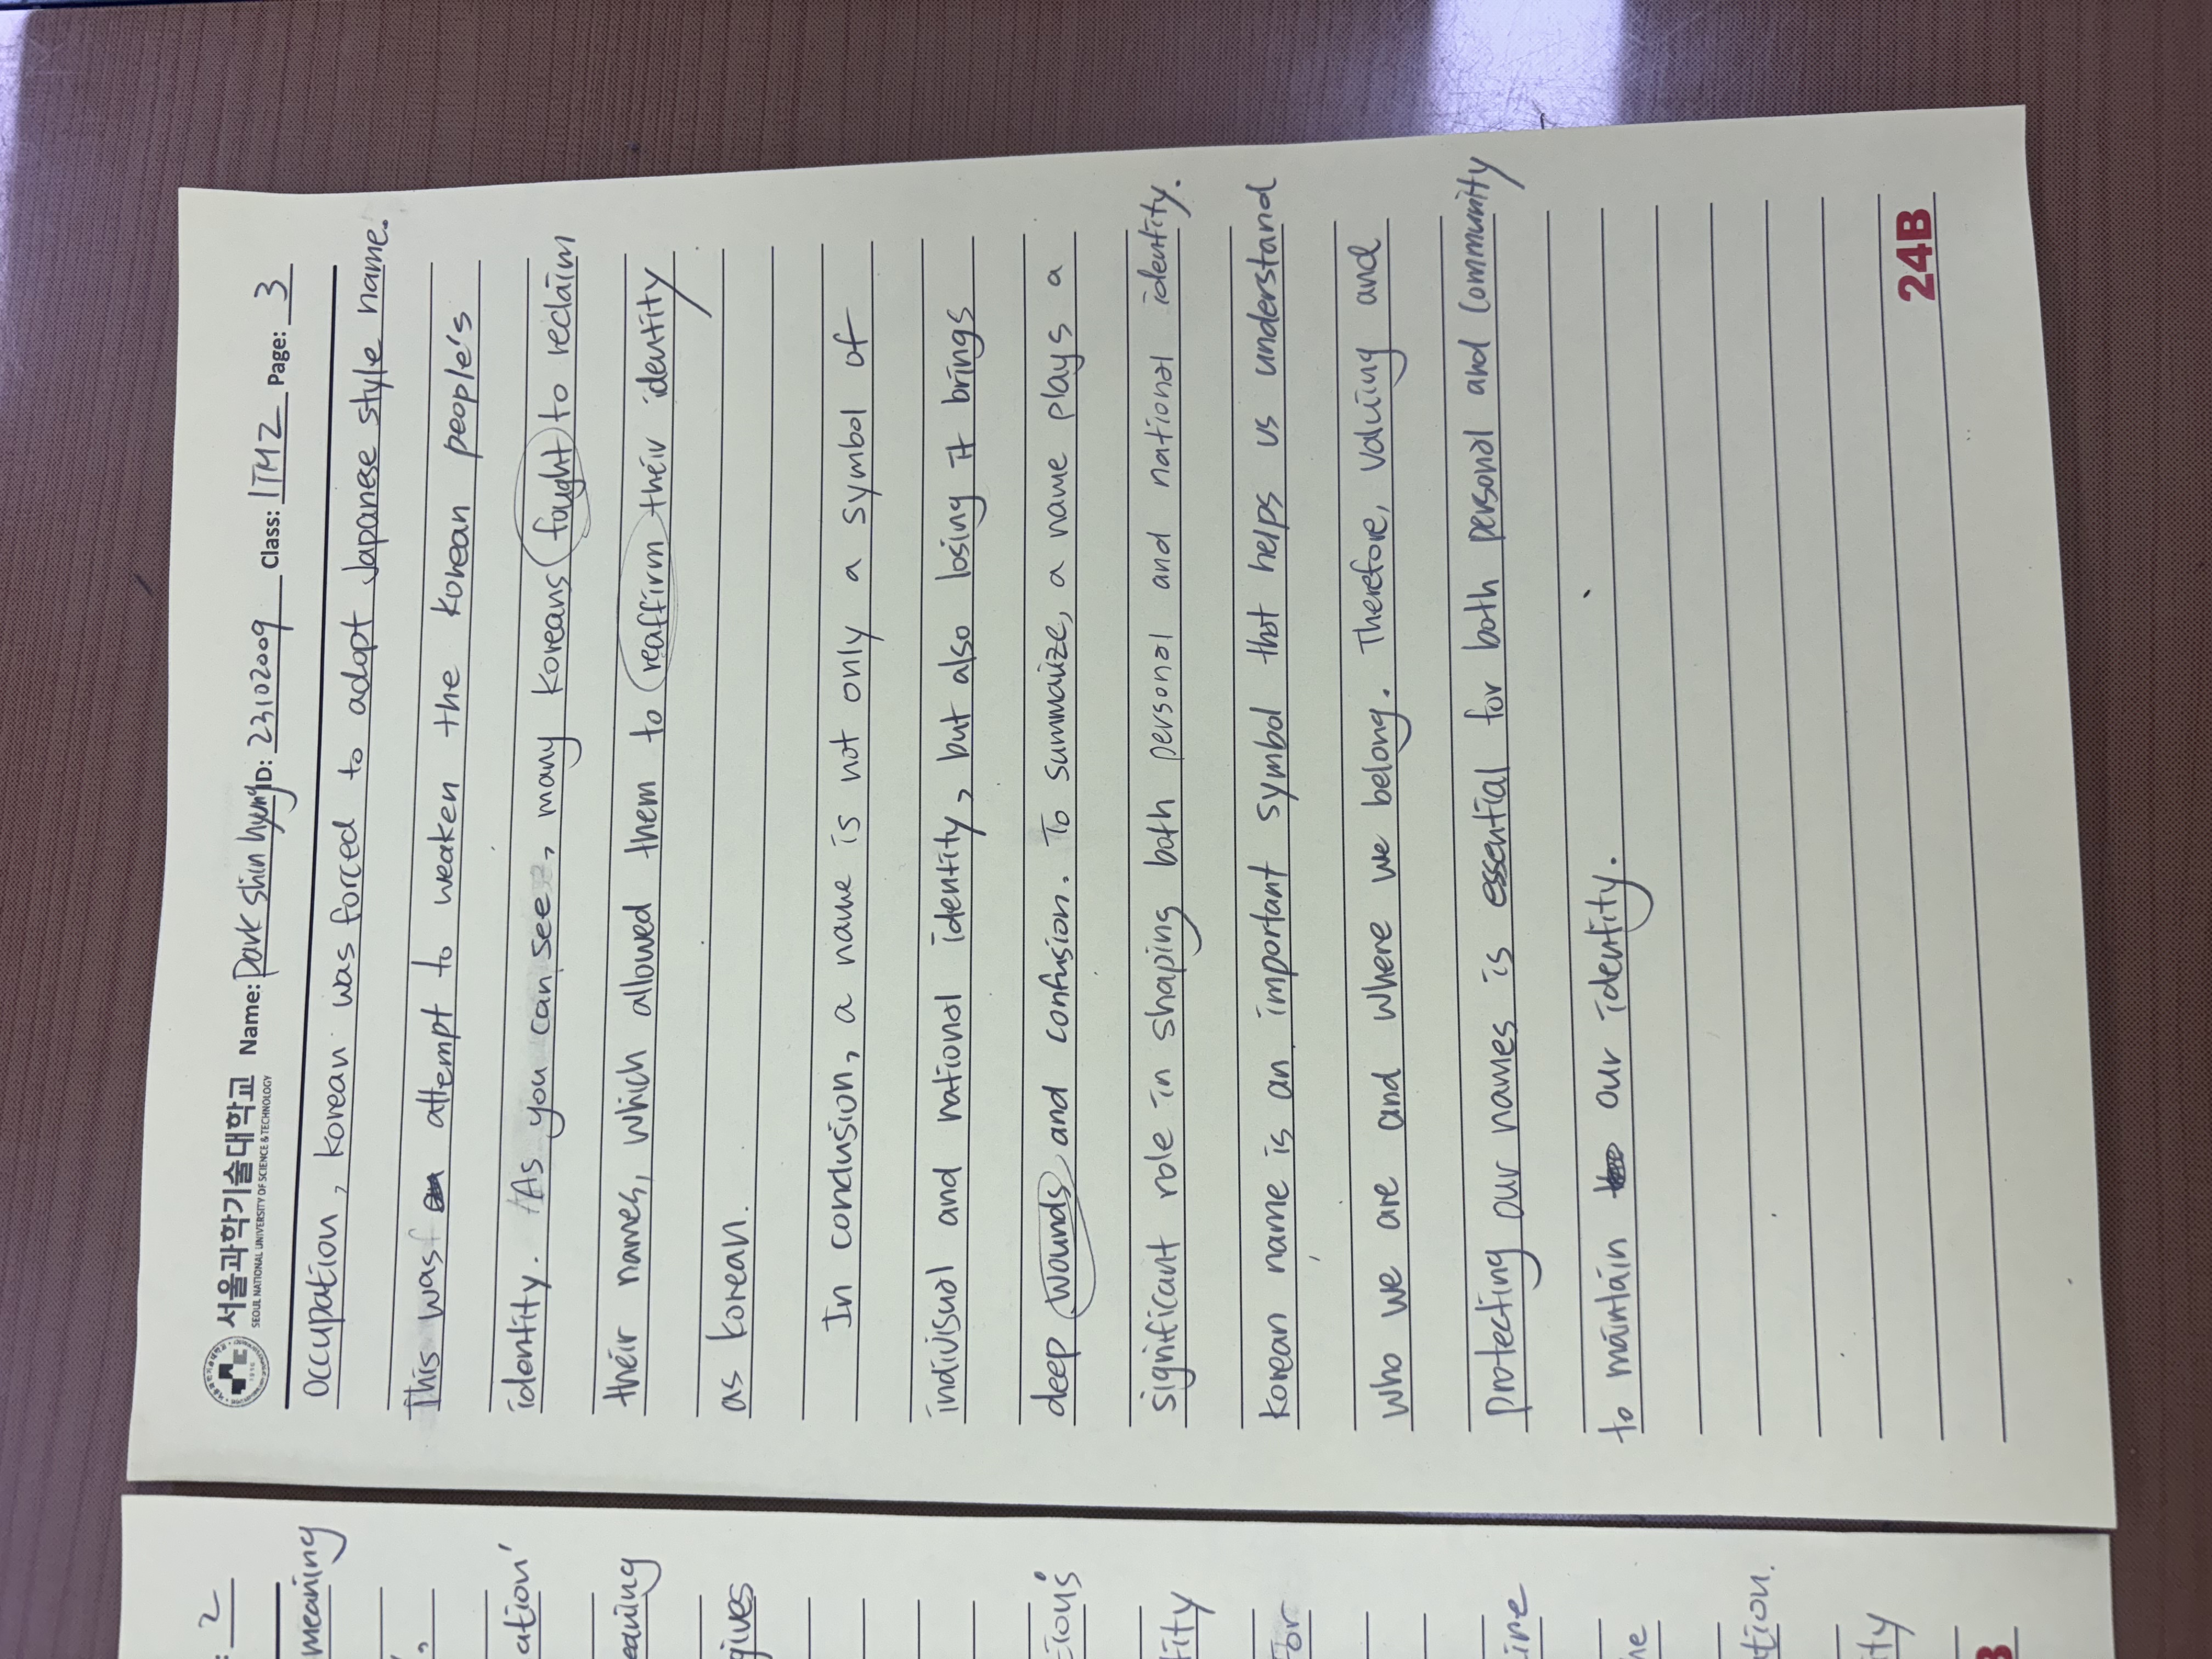 : 2
meaning
ation'
eaning
gives
tious
tity
For
ine
he
ation.
ity
B
서울과학기술대학교
SEOUL NATIONAL UNIVERSITY OF SCIENCE & TECHNOLOGY
Name: Park Shin hyung ID: 23102009 Class: ITM2 Page: 3
occupation, Korean was forced to adopt Japanese style name.
This was attempt to weaken the Korean people's
identity. As you can see, many Koreans fought to reclaim
their names, which allowed them to reaffirm their identity
as Korean.
In conclusion, a name is not only a symbol of
indivisual and national identity, but also losing it brings
deep wounds and confusion. To summarize, a name plays a
significant role in shaping both personal and national identity.
Korean name is an important symbol that helps us understand
who we are and where we belong. Therefore, valuing and
protecting our names is essential for both personal and community
to maintain our identity.
24B